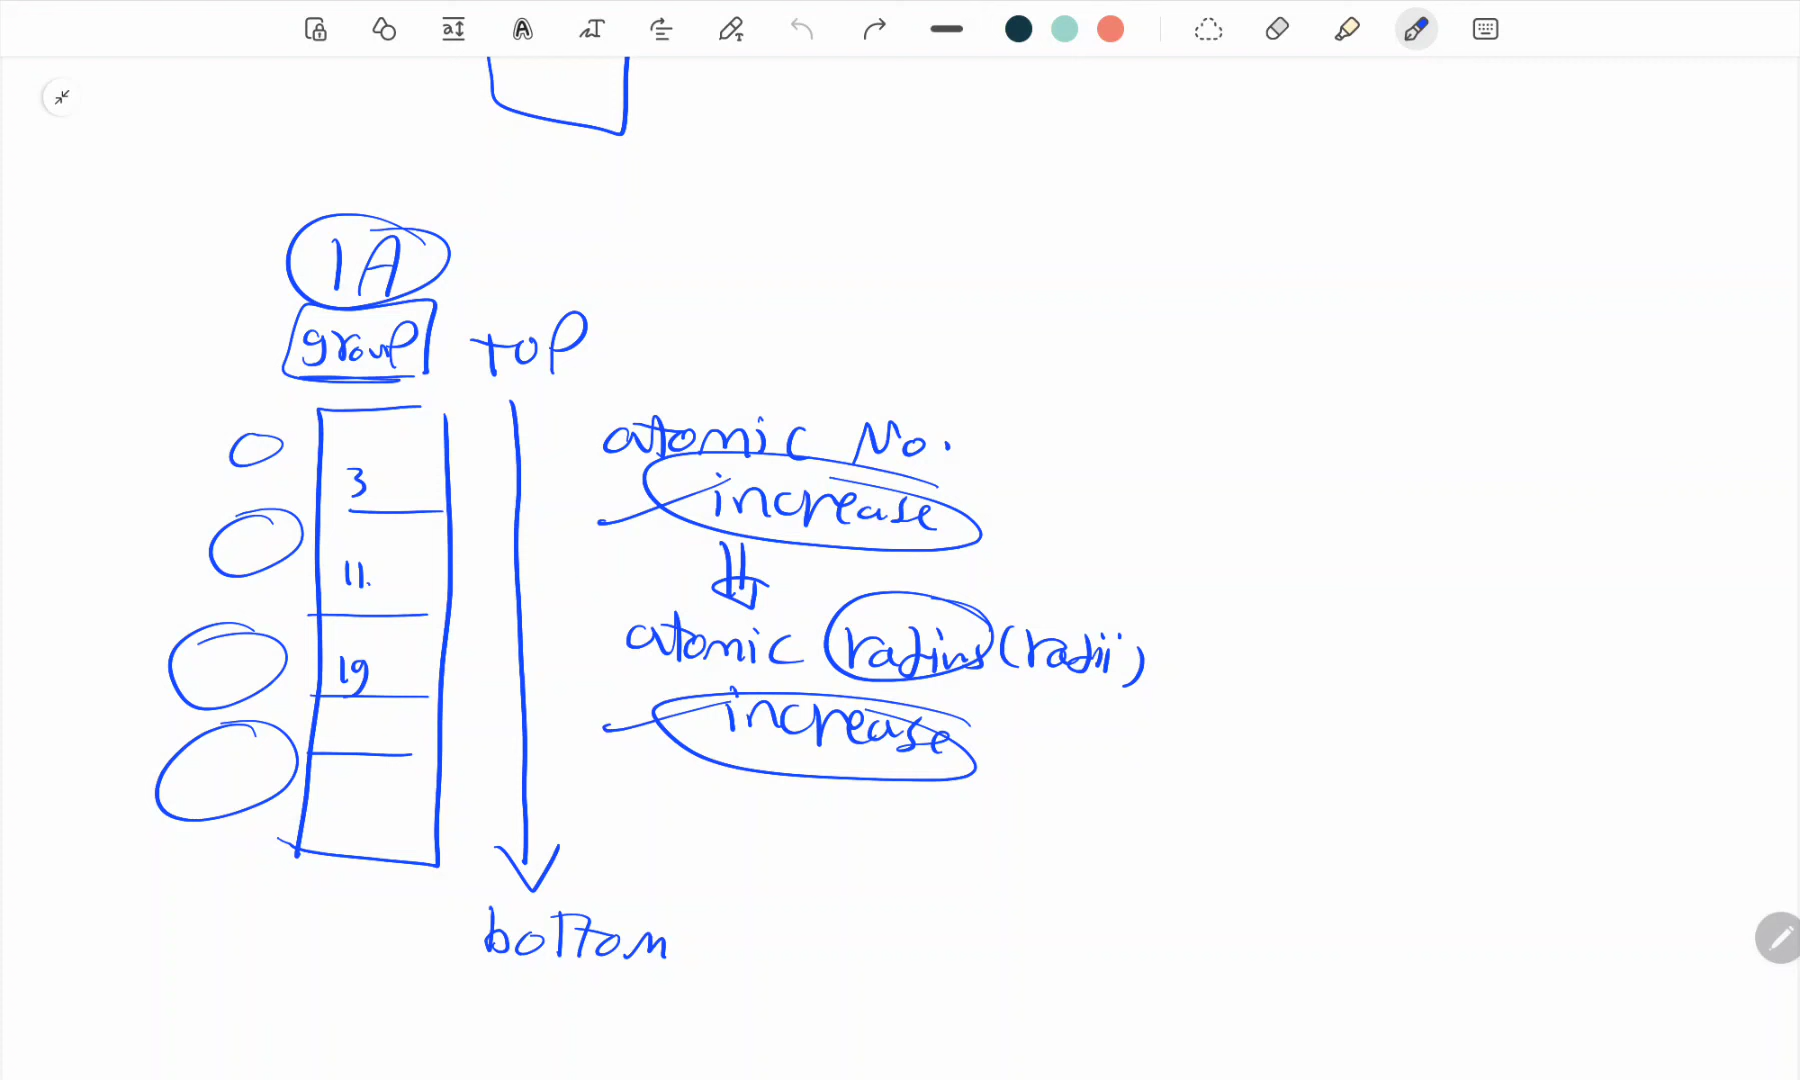 1A
group
top
atomic No.
increase
3
11.
atomic radius (radii)
19
increase
bottom